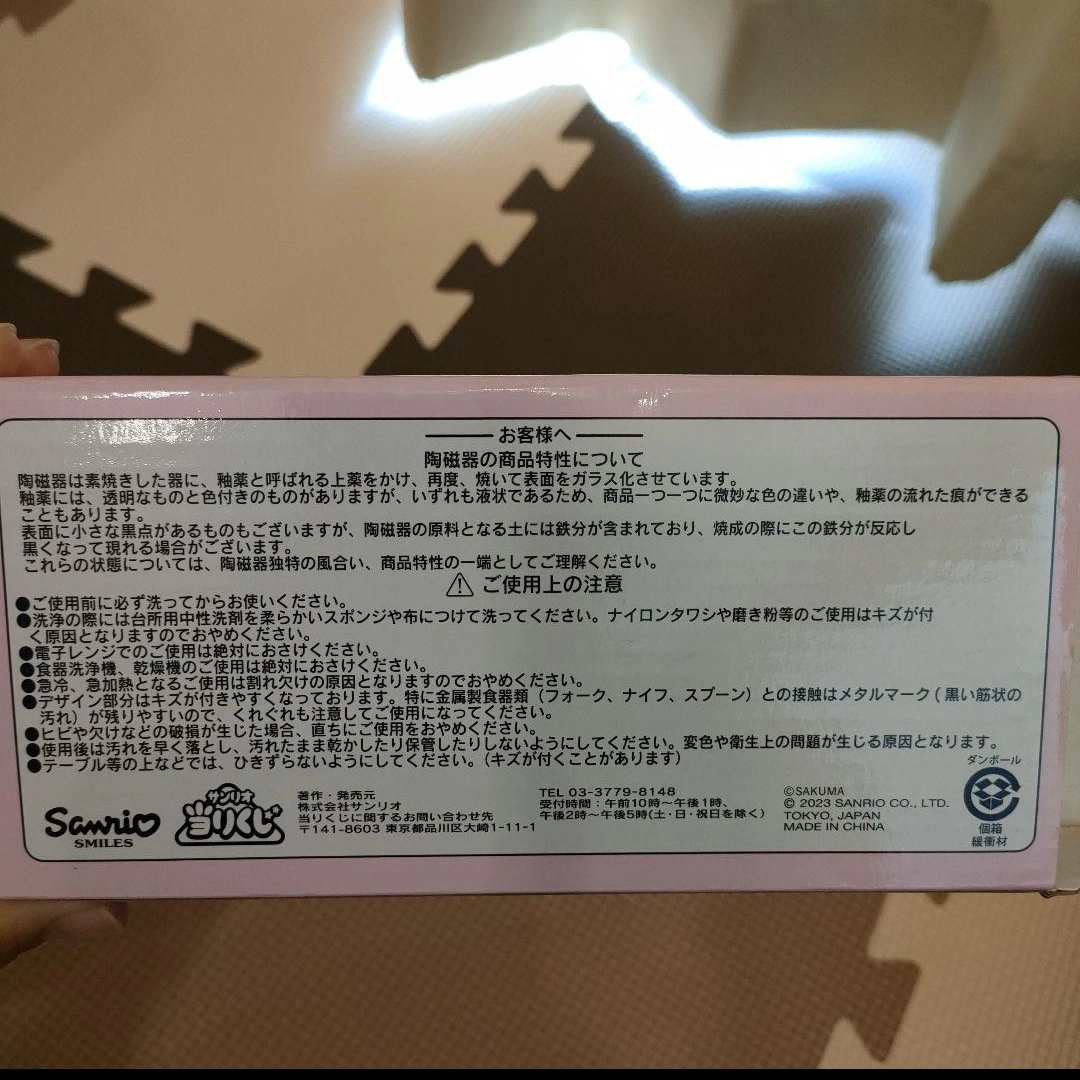 お客様へ
陶磁器の商品特性について
陶磁器は素焼きした器に、釉薬と呼ばれる上薬をかけ、再度、焼いて表面をガラス化させています。
釉薬には、透明なものと色付きのものがありますが、いずれも液状であるため、商品一つ一つに微妙な色の違いや、釉薬の流れた痕ができる
こともあります。
表面に小さな黒点があるものもございますが、陶磁器の原料となる土には鉄分が含まれており、焼成の際にこの鉄分が反応し
黒くなって現れる場合がございます。
これらの状態については、陶磁器独特の風合い、商品特性の一端としてご理解ください。
ご使用上の注意
●ご使用前に必ず洗ってからお使いください。
●洗浄の際には台所用中性洗剤を柔らかいスポンジや布につけて洗ってください。ナイロンタワシや磨き粉等のご使用はキズが付
く原因となりますのでおやめください。
●電子レンジでのご使用は絶対におさけください。
●食器洗浄機、乾燥機のご使用は絶対におさけください。
●急冷、急加熱となるご使用は割れ欠けの原因となりますのでおやめください。
●デザイン部分はキズが付きやすくなっております。特に金属製食器類（フォーク、ナイフ、スプーン）との接触はメタルマーク（黒い筋状の
汚れ）が残りやすいので、くれぐれも注意してご使用になってください。
●ヒビや欠けなどの破損が生じた場合、直ちにご使用をおやめください。
●使用後は汚れを早く落とし、汚れたまま乾かしたり保管したりしないようにしてください。変色や衛生上の問題が生じる原因となります。
●テーブル等の上などでは、ひきずらないようにしてください。（キズが付くことがあります）
Sanrio
SMILES
サンリオ
当りくじ
著作・発売元
株式会社サンリオ
当りくじに関するお問い合わせ先
〒141-8603 東京都品川区大崎1-11-1
TEL 03-3779-8148
受付時間：午前10時～午後1時、
午後2時～午後5時（土・日・祝日を除く）
©SAKUMA
© 2023 SANRIO CO., LTD.
TOKYO, JAPAN
MADE IN CHINA
ダンボール
個箱
緩衝材